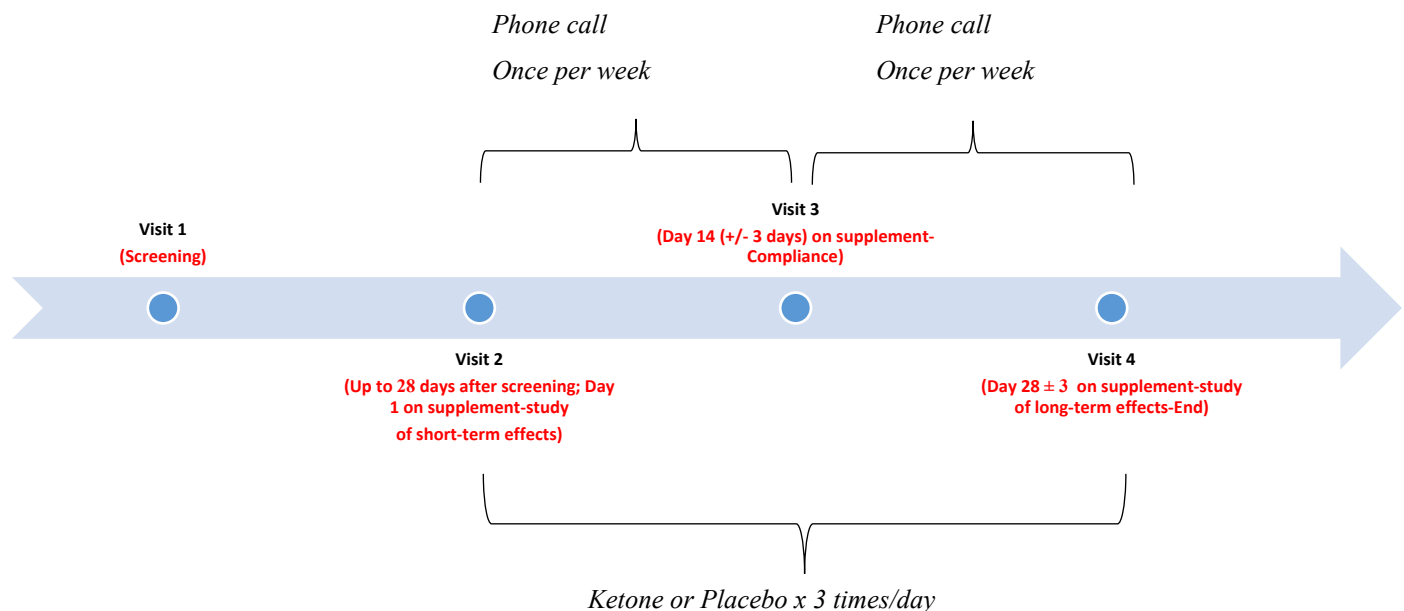 Phone call
Once per week
Phone call
Once per week
Visit 1
(Screening)
Visit 3
(Day 14 (+/- 3 days) on supplement-
Compliance)
Visit 2
(Up to 28 days after screening; Day
1 on supplement-study
of short-term effects)
Visit 4
(Day 28 ± 3  on supplement-study
of long-term effects-End)
Ketone or Placebo x 3 times/day